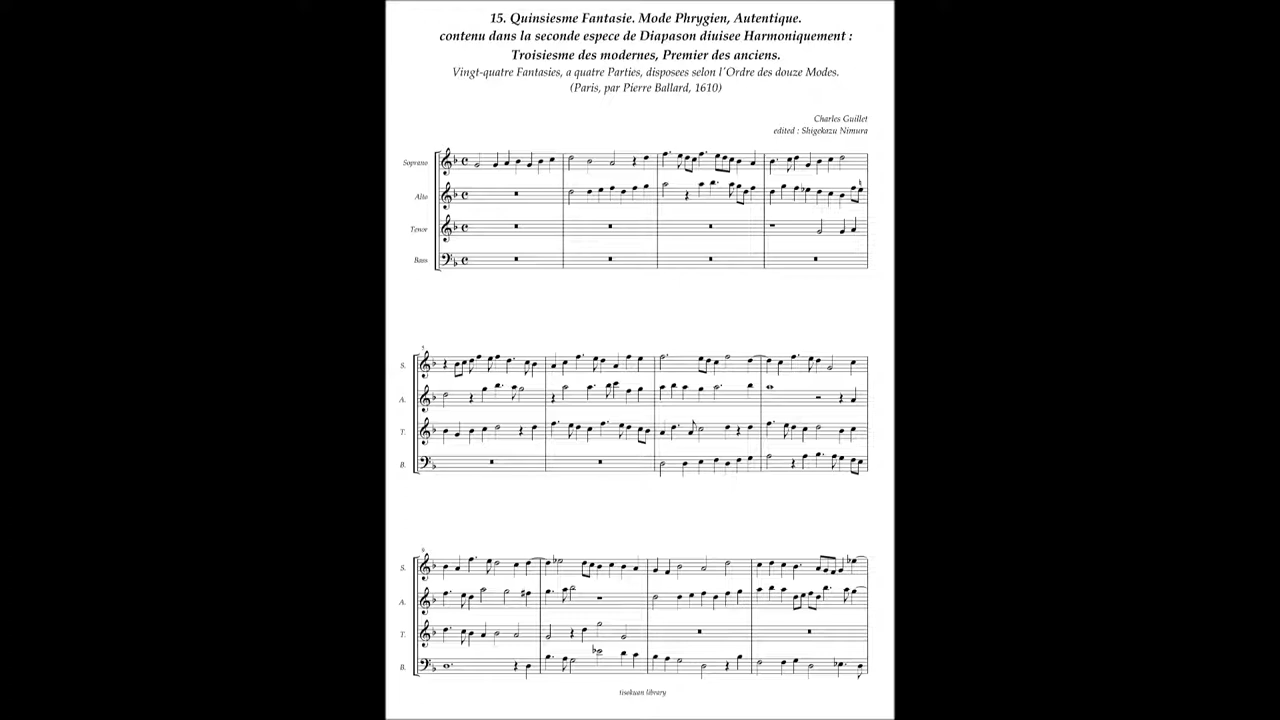 15. Quinsiesme Fantasie. Mode Phrygien, Autentique.
contenu dans la seconde espece de Diapason diuisee Harmoniquement :
Troisiesme des modernes, Premier des anciens.
Vingt-quatre Fantasies, a quatre Parties, disposees selon l'Ordre des douze Modes.
(Paris, par Pierre Ballard, 1610)
Charles Guillet
edited : Shigekazu Nimura
Soprano
Alto
Tenor
Bass
S.
A.
T.
B.
9
S.
A.
T.
B.
tisekuan library